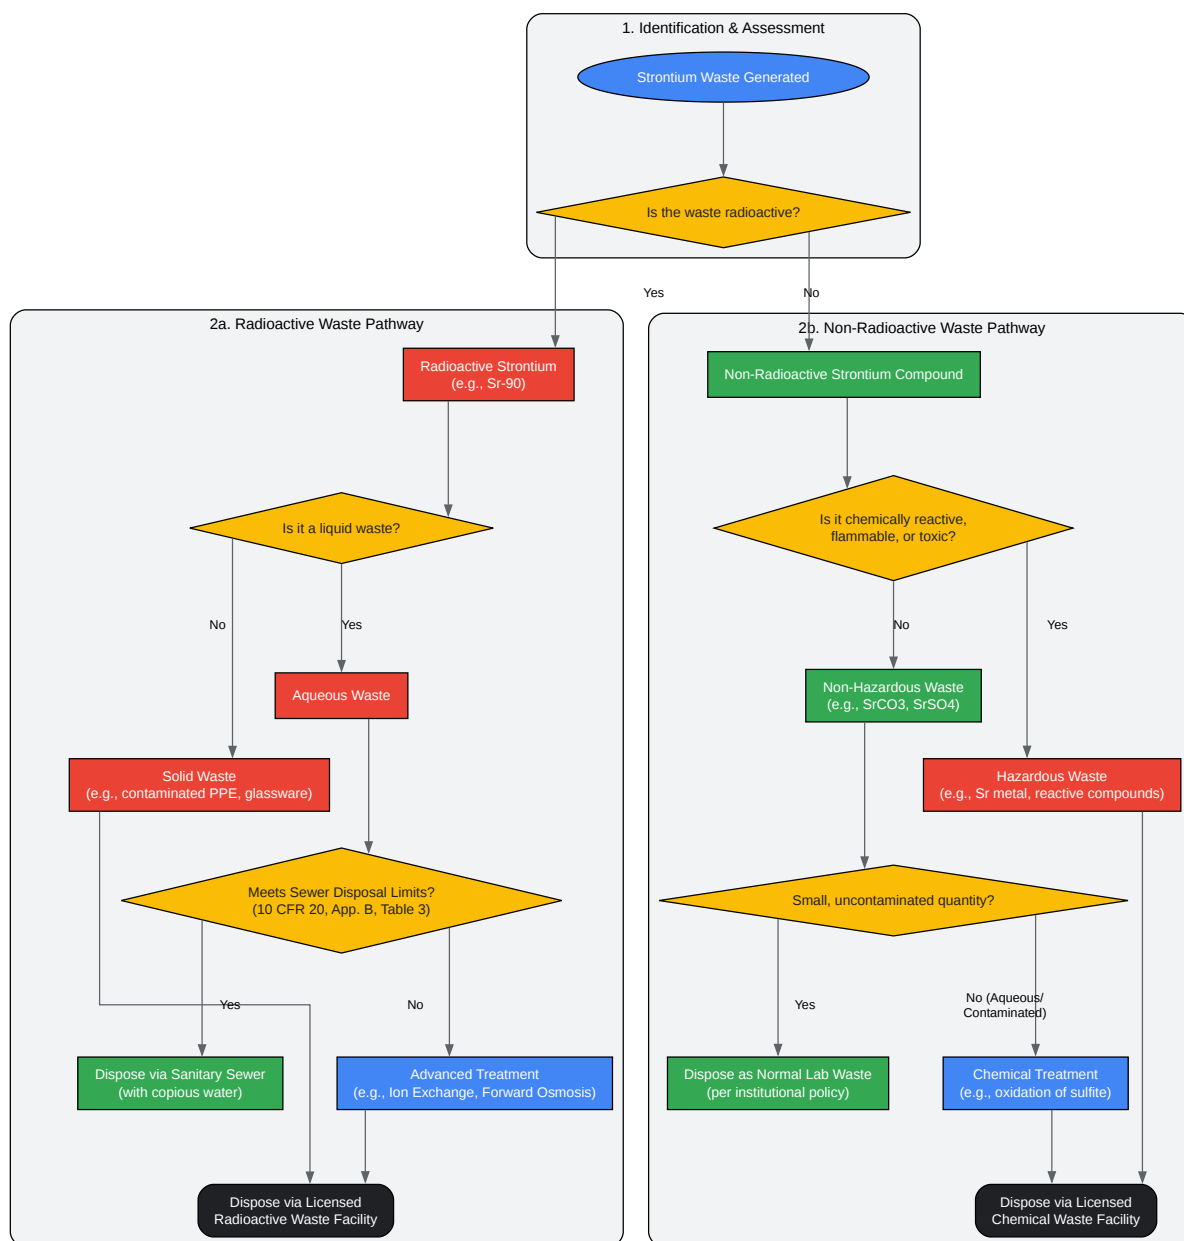 1. Identification & Assessment
Strontium Waste Generated
Is the waste radioactive?
Yes
No
2a. Radioactive Waste Pathway
Radioactive Strontium
(e.g., Sr-90)
Is it a liquid waste?
No
Yes
Aqueous Waste
Solid Waste
(e.g., contaminated PPE, glassware)
Meets Sewer Disposal Limits?
(10 CFR 20, App. B, Table 3)
Yes
No
Dispose via Sanitary Sewer
(with copious water)
Advanced Treatment
(e.g., Ion Exchange, Forward Osmosis)
Dispose via Licensed
Radioactive Waste Facility
2b. Non-Radioactive Waste Pathway
Non-Radioactive Strontium Compound
Is it chemically reactive,
flammable, or toxic?
No
Yes
Non-Hazardous Waste
(e.g., SrCO3, SrSO4)
Hazardous Waste
(e.g., Sr metal, reactive compounds)
Small, uncontaminated quantity?
Yes
No (Aqueous/
Contaminated)
Dispose as Normal Lab Waste
(per institutional policy)
Chemical Treatment
(e.g., oxidation of sulfite)
Dispose via Licensed
Chemical Waste Facility